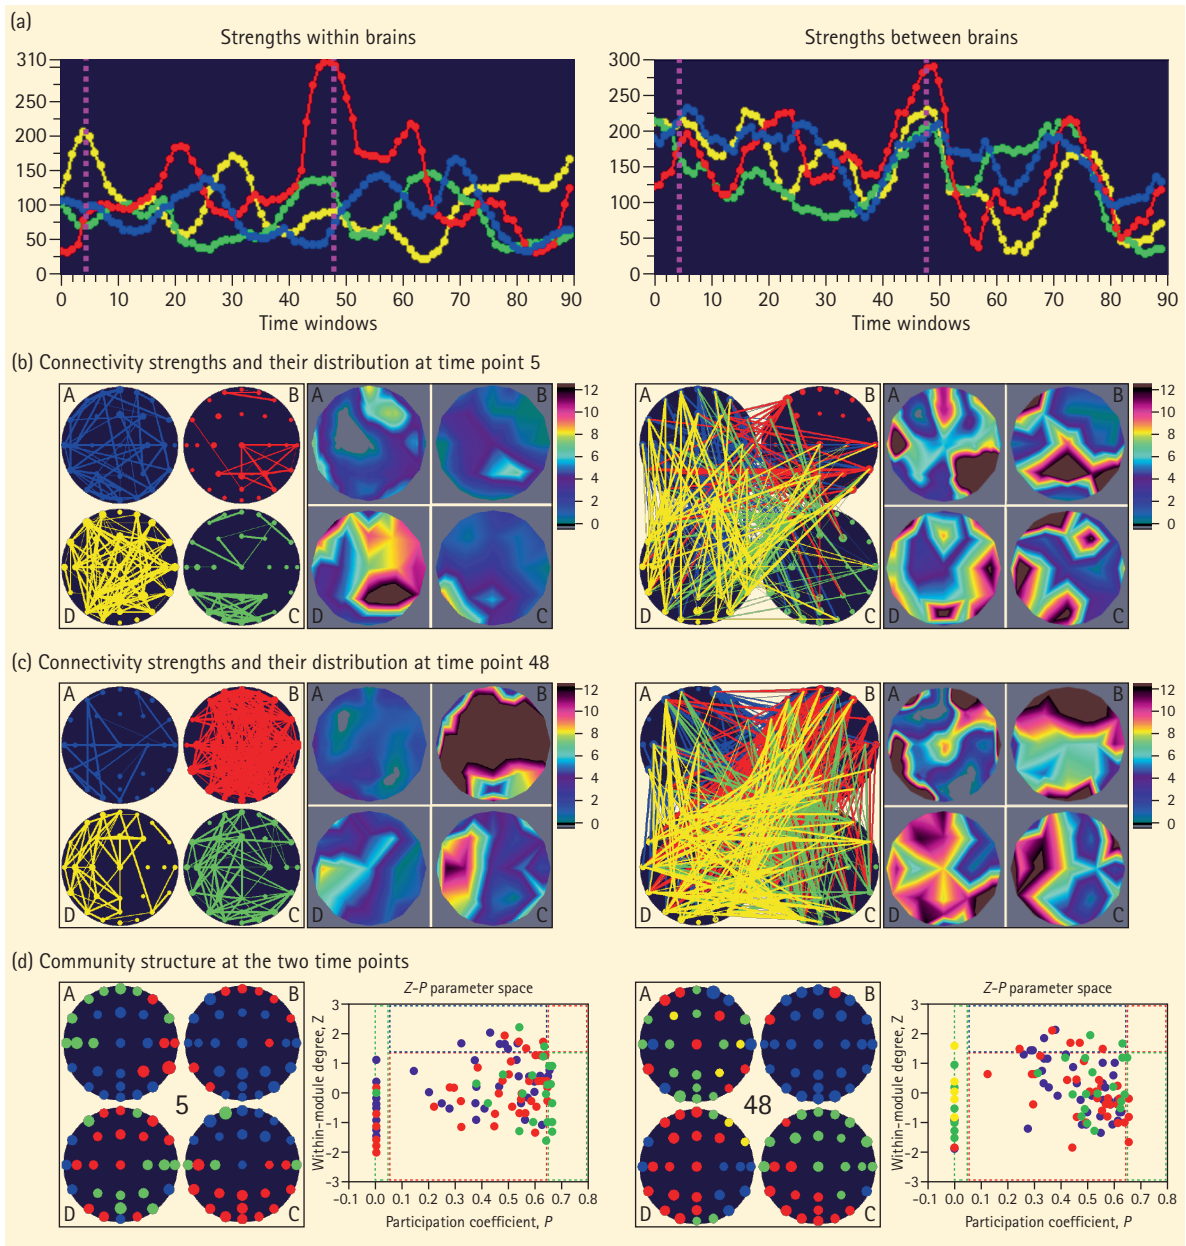 (a)
Strengths within brains
Strengths between brains
310
250
200
150
100
50
0
0 10 20 30 40 50 60 70 80 90
Time windows
300
250
200
150
100
50
0
0 10 20 30 40 50 60 70 80 90
Time windows
(b) Connectivity strengths and their distribution at time point 5
A B
D C
A B
D C
12
10
8
6
4
2
0
A B
D C
A B
D C
12
10
8
6
4
2
0
(c) Connectivity strengths and their distribution at time point 48
A B
D C
A B
D C
12
10
8
6
4
2
0
A B
D C
A B
D C
12
10
8
6
4
2
0
(d) Community structure at the two time points
A B
5
D C
Z-P parameter space
Within-module degree, Z
3
2
1
0
-1
-2
-3
-0.1 0.0 0.1 0.2 0.3 0.4 0.5 0.6 0.7 0.8
Participation coefficient, P
A B
48
D C
Z-P parameter space
Within-module degree, Z
3
2
1
0
-1
-2
-3
-0.1 0.0 0.1 0.2 0.3 0.4 0.5 0.6 0.7 0.8
Participation coefficient, P